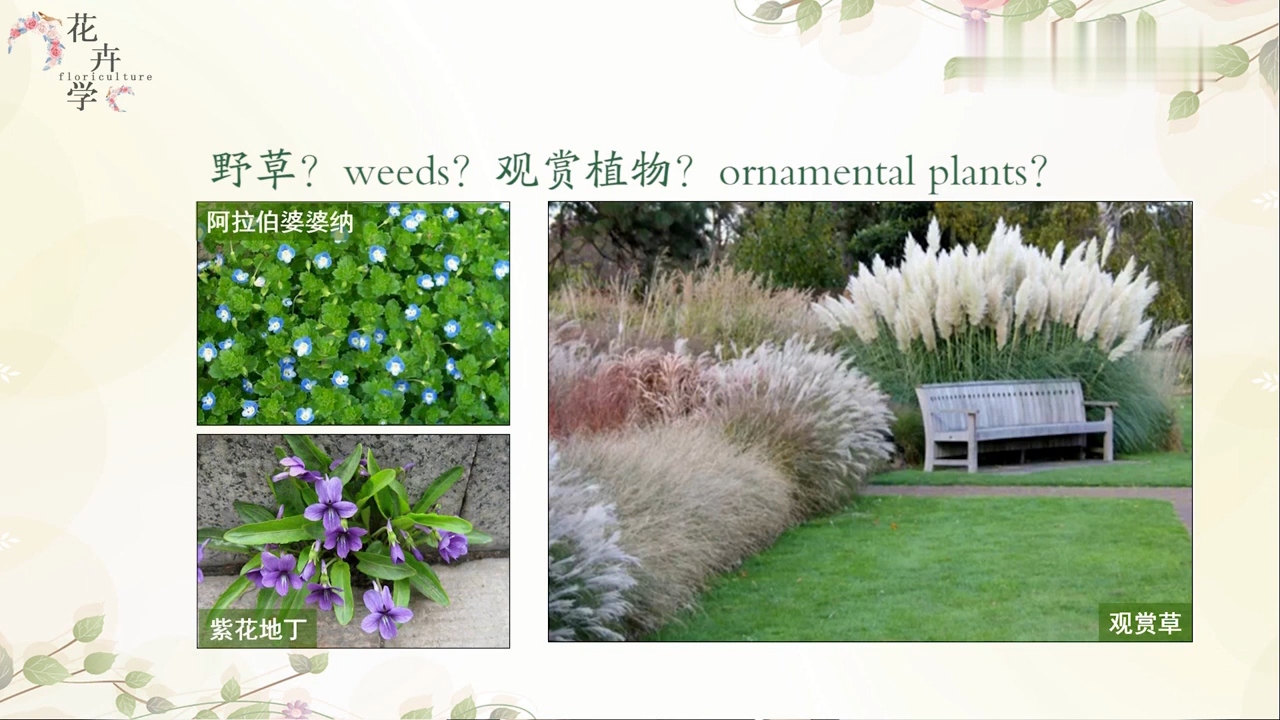 花卉学
floriculture
野草？weeds？观赏植物？ornamental plants？
阿拉伯婆婆纳
紫花地丁
观赏草